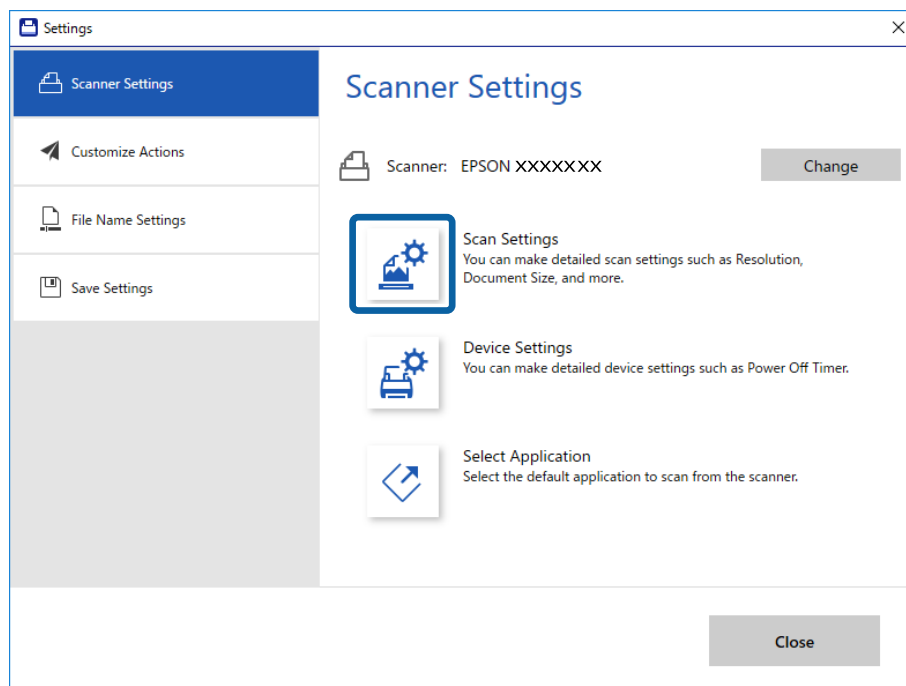 Settings
Scanner Settings
Customize Actions
File Name Settings
Save Settings
Scanner Settings
Scanner: EPSON XXXXXXX
Change
Scan Settings
You can make detailed scan settings such as Resolution,
Document Size, and more.
Device Settings
You can make detailed device settings such as Power Off Timer.
Select Application
Select the default application to scan from the scanner.
Close